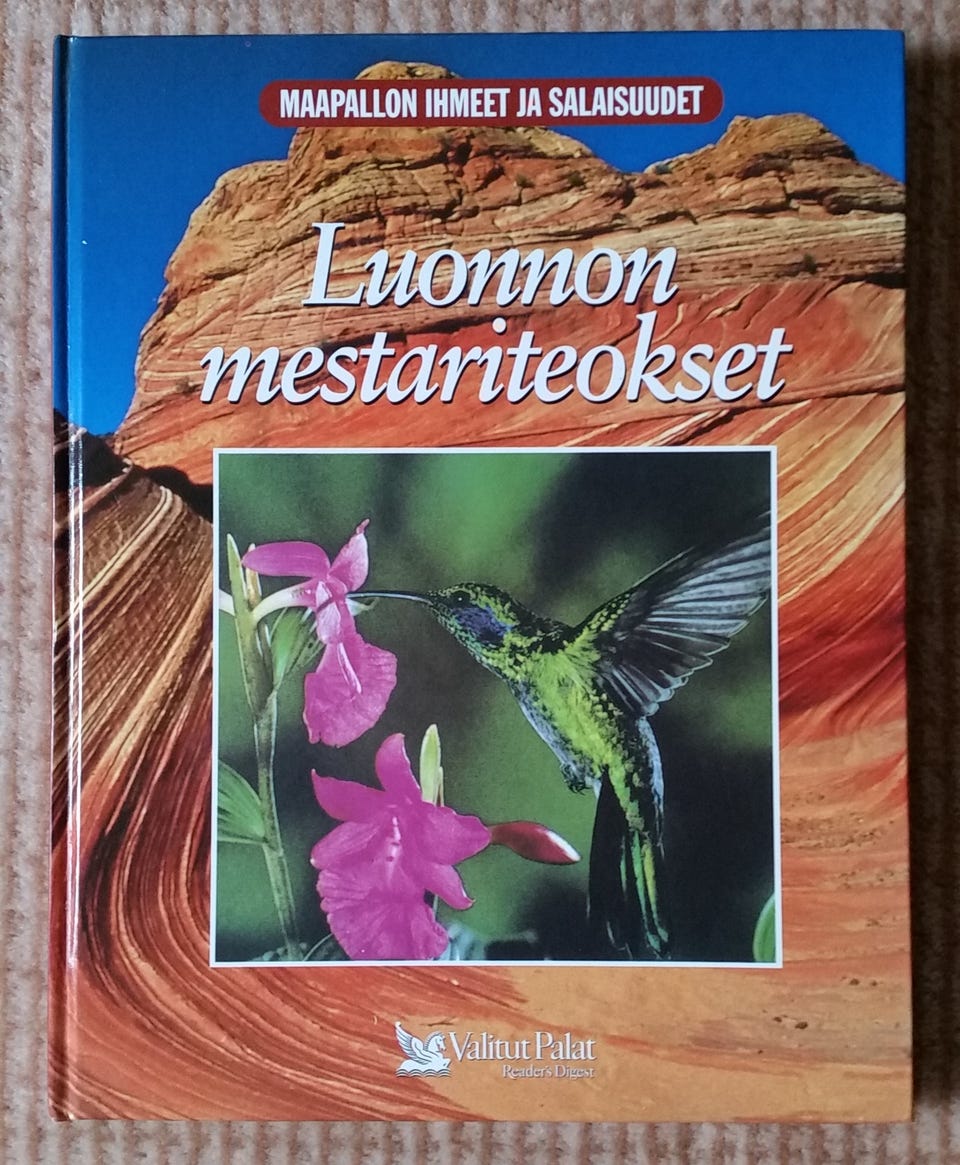 MAAPALLON IHMEET JA SALAISUUDET
Luonnon
mestariteokset
Valitut Palat
Reader's Digest